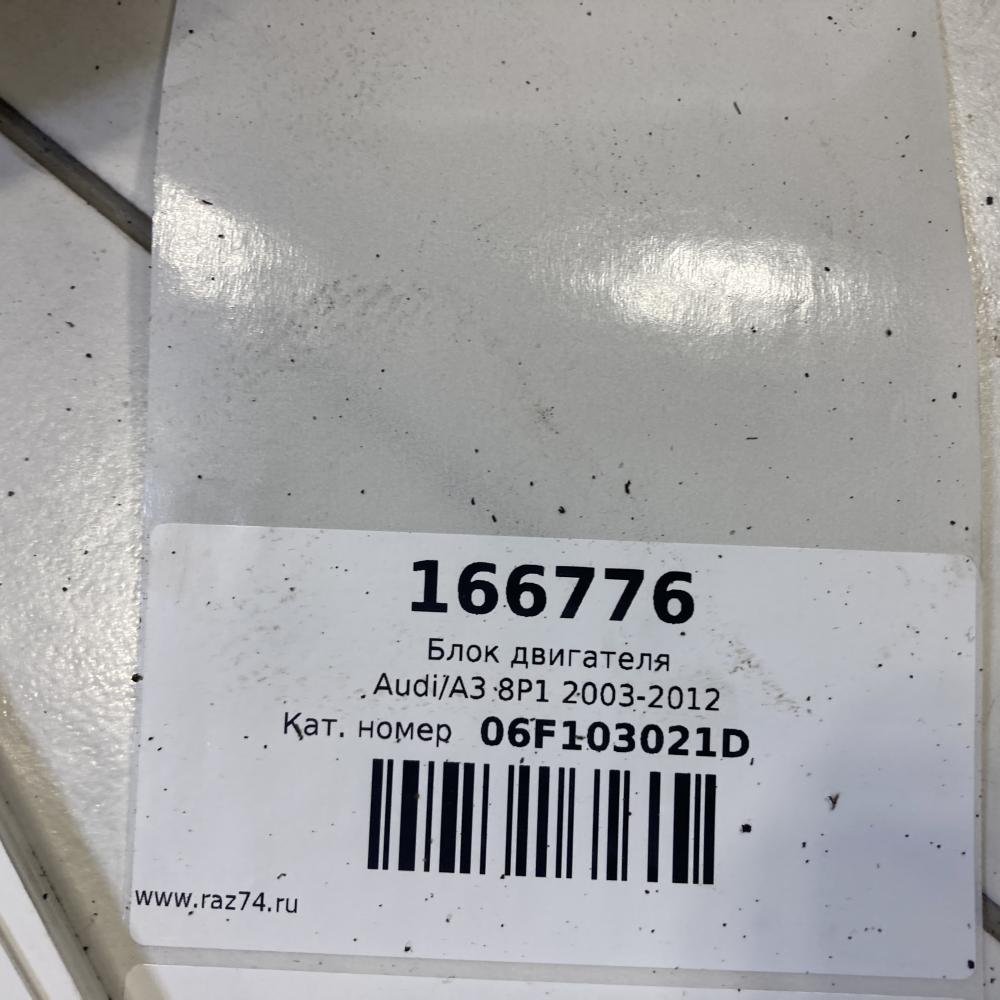 166776
Блок двигателя
Audi/A3 8P1 2003-2012
Кат. номер 06F103021D
www.raz74.ru